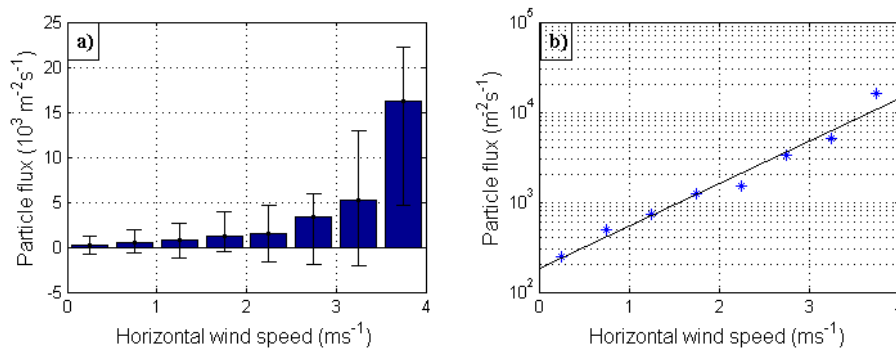 a)
Particle flux (10³ m⁻²s⁻¹)
25
20
15
10
5
0
-5
0 1 2 3 4
Horizontal wind speed (ms⁻¹)
b)
Particle flux (m⁻²s⁻¹)
10⁵
10⁴
10³
10²
0 1 2 3 4
Horizontal wind speed (ms⁻¹)